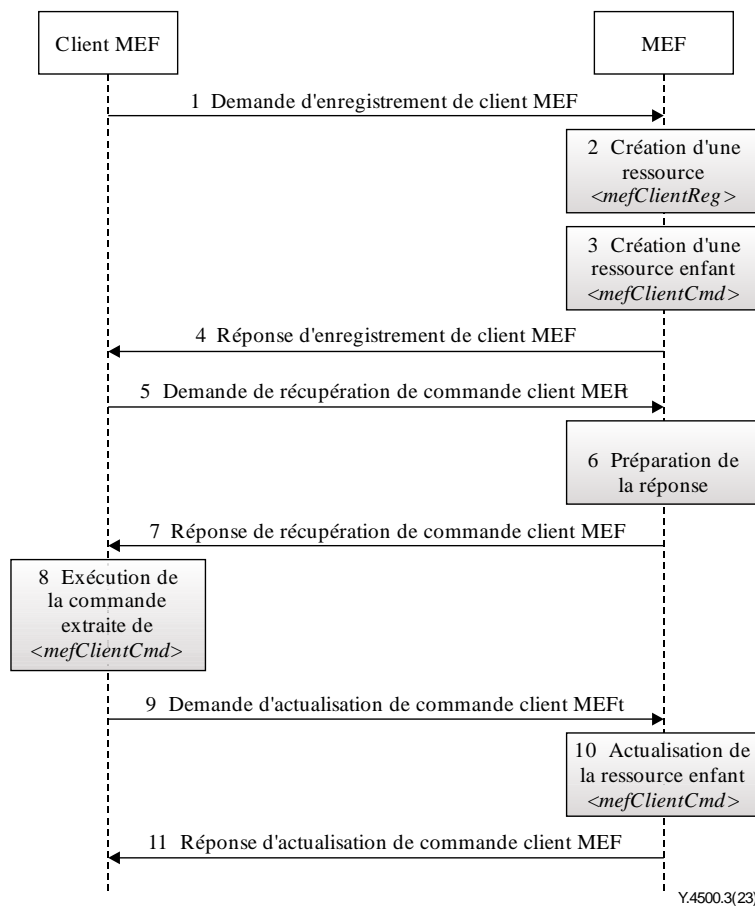 Client MEF
MEF
1 Demande d'enregistrement de client MEF
2 Création d'une
ressource
<mefClientReg>
3 Création d'une
ressource enfant
<mefClientCmd>
4 Réponse d'enregistrement de client MEF
5 Demande de récupération de commande client MEFt
6 Préparation de
la réponse
7 Réponse de récupération de commande client MEF
8 Exécution de
la commande
extraite de
<mefClientCmd>
9 Demande d'actualisation de commande client MEFt
10 Actualisation de
la ressource enfant
<mefClientCmd>
11 Réponse d'actualisation de commande client MEF
Y.4500.3(23)